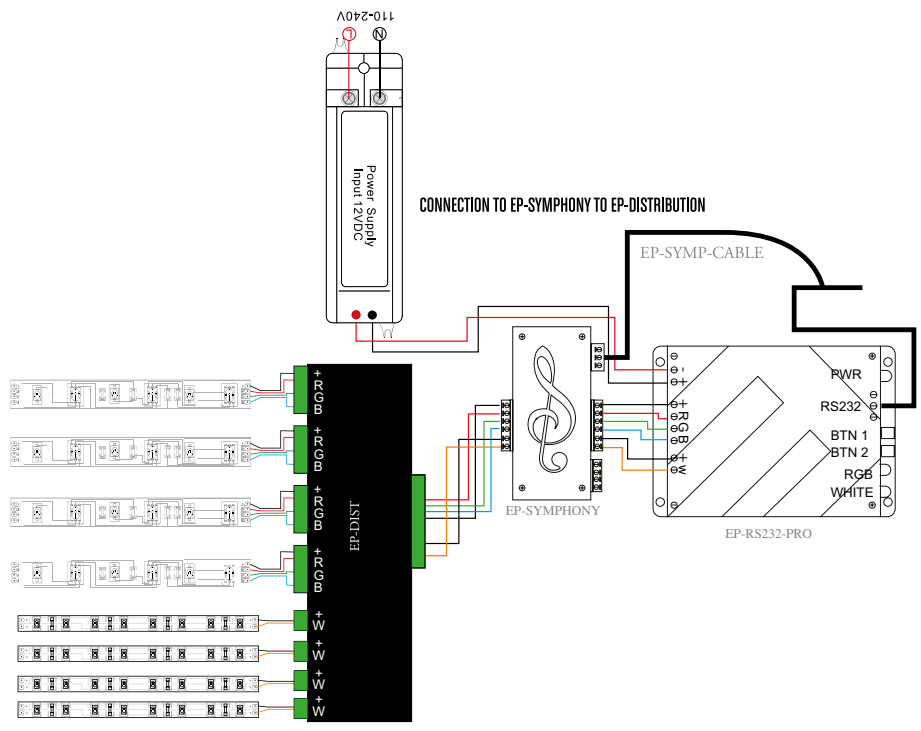 110-240V
L N
Power Supply
Input 12VDC
CONNECTION TO EP-SYMPHONY TO EP-DISTRIBUTION
EP-SYMP-CABLE
EP-SYMPHONY
-
+
+
R
G
B
+
W
PWR
RS232
BTN 1
BTN 2
RGB
WHITE
EP-RS232-PRO
EP-DIST
+
R
G
B
+
R
G
B
+
R
G
B
+
R
G
B
+
W
+
W
+
W
+
W